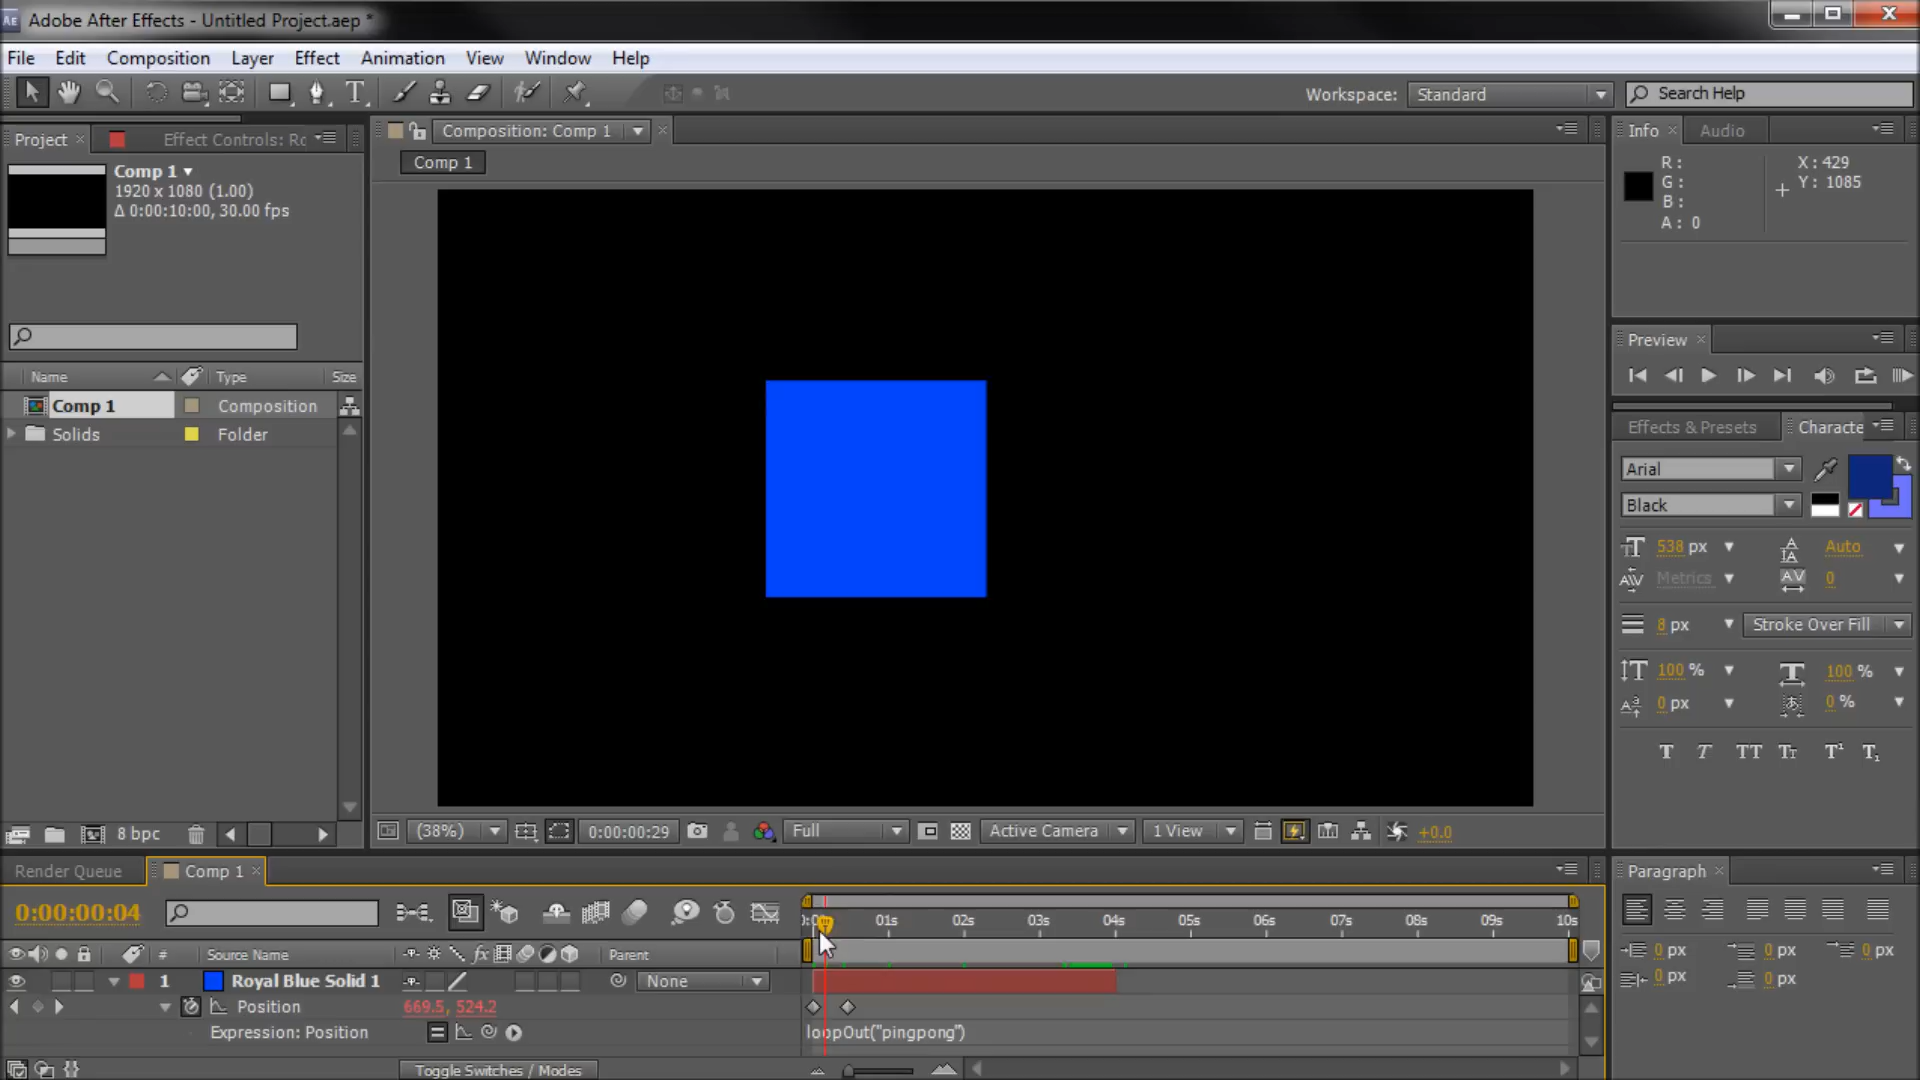 Adobe After Effects - Untitled Project.aep *
File Edit Composition Layer Effect Animation View Window Help
Workspace: Standard Search Help
Project Effect Controls: Ro
Composition: Comp 1
Info Audio
Comp 1
1920 x 1080 (1.00)
Δ 0:00:10:00, 30.00 fps
Comp 1
R :
G :
B :
A : 0
X : 429
Y : 1085
Preview
Name Type Size
Comp 1 Composition
Solids Folder
Effects & Presets Characte
Arial
Black
538 px Auto
Metrics 0
8 px Stroke Over Fill
100 % 100 %
0 px 0 %
T T TT Tт T¹ T₁
8 bpc
(38%) 0:00:00:29 Full Active Camera 1 View +0.0
Render Queue Comp 1
Paragraph
0:00:00:04
01s 02s 03s 04s 05s 06s 07s 08s 09s 10s
# Source Name Parent
0 px 0 px 0 px
0 px 0 px
1 Royal Blue Solid 1 None
Position 669.5, 524.2
Expression: Position loopOut("pingpong")
Toggle Switches / Modes